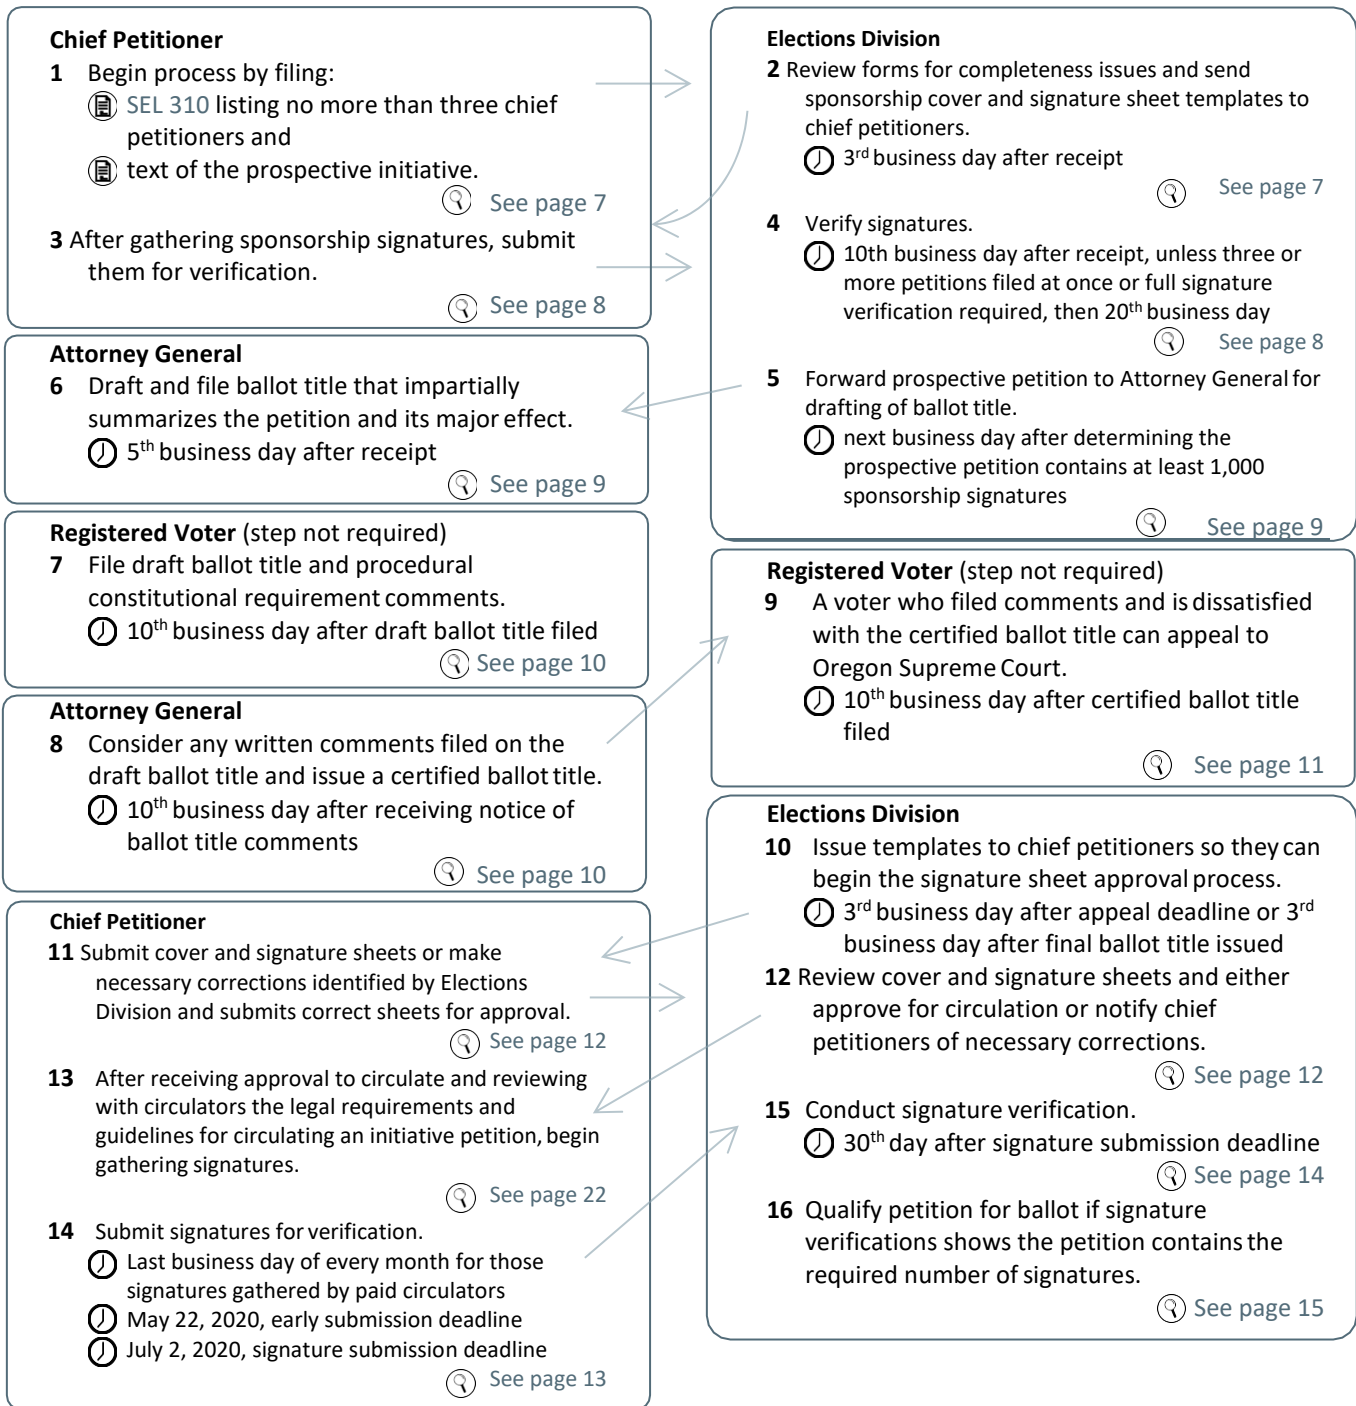 Chief Petitioner
1 Begin process by filing:
SEL 310 listing no more than three chief
petitioners and
text of the prospective initiative.
See page 7
3 After gathering sponsorship signatures, submit
them for verification.
See page 8
Elections Division
2 Review forms for completeness issues and send
sponsorship cover and signature sheet templates to
chief petitioners.
3rd business day after receipt
See page 7
4 Verify signatures.
10th business day after receipt, unless three or
more petitions filed at once or full signature
verification required, then 20th business day
See page 8
5 Forward prospective petition to Attorney General for
drafting of ballot title.
next business day after determining the
prospective petition contains at least 1,000
sponsorship signatures
See page 9
Attorney General
6 Draft and file ballot title that impartially
summarizes the petition and its major effect.
5th business day after receipt
See page 9
Registered Voter (step not required)
7 File draft ballot title and procedural
constitutional requirement comments.
10th business day after draft ballot title filed
See page 10
Attorney General
8 Consider any written comments filed on the
draft ballot title and issue a certified ballot title.
10th business day after receiving notice of
ballot title comments
See page 10
Registered Voter (step not required)
9 A voter who filed comments and is dissatisfied
with the certified ballot title can appeal to
Oregon Supreme Court.
10th business day after certified ballot title
filed
See page 11
Elections Division
10 Issue templates to chief petitioners so they can
begin the signature sheet approval process.
3rd business day after appeal deadline or 3rd
business day after final ballot title issued
12 Review cover and signature sheets and either
approve for circulation or notify chief
petitioners of necessary corrections.
See page 12
15 Conduct signature verification.
30th day after signature submission deadline
See page 14
16 Qualify petition for ballot if signature
verifications shows the petition contains the
required number of signatures.
See page 15
Chief Petitioner
11 Submit cover and signature sheets or make
necessary corrections identified by Elections
Division and submits correct sheets for approval.
See page 12
13 After receiving approval to circulate and reviewing
with circulators the legal requirements and
guidelines for circulating an initiative petition, begin
gathering signatures.
See page 22
14 Submit signatures for verification.
Last business day of every month for those
signatures gathered by paid circulators
May 22, 2020, early submission deadline
July 2, 2020, signature submission deadline
See page 13